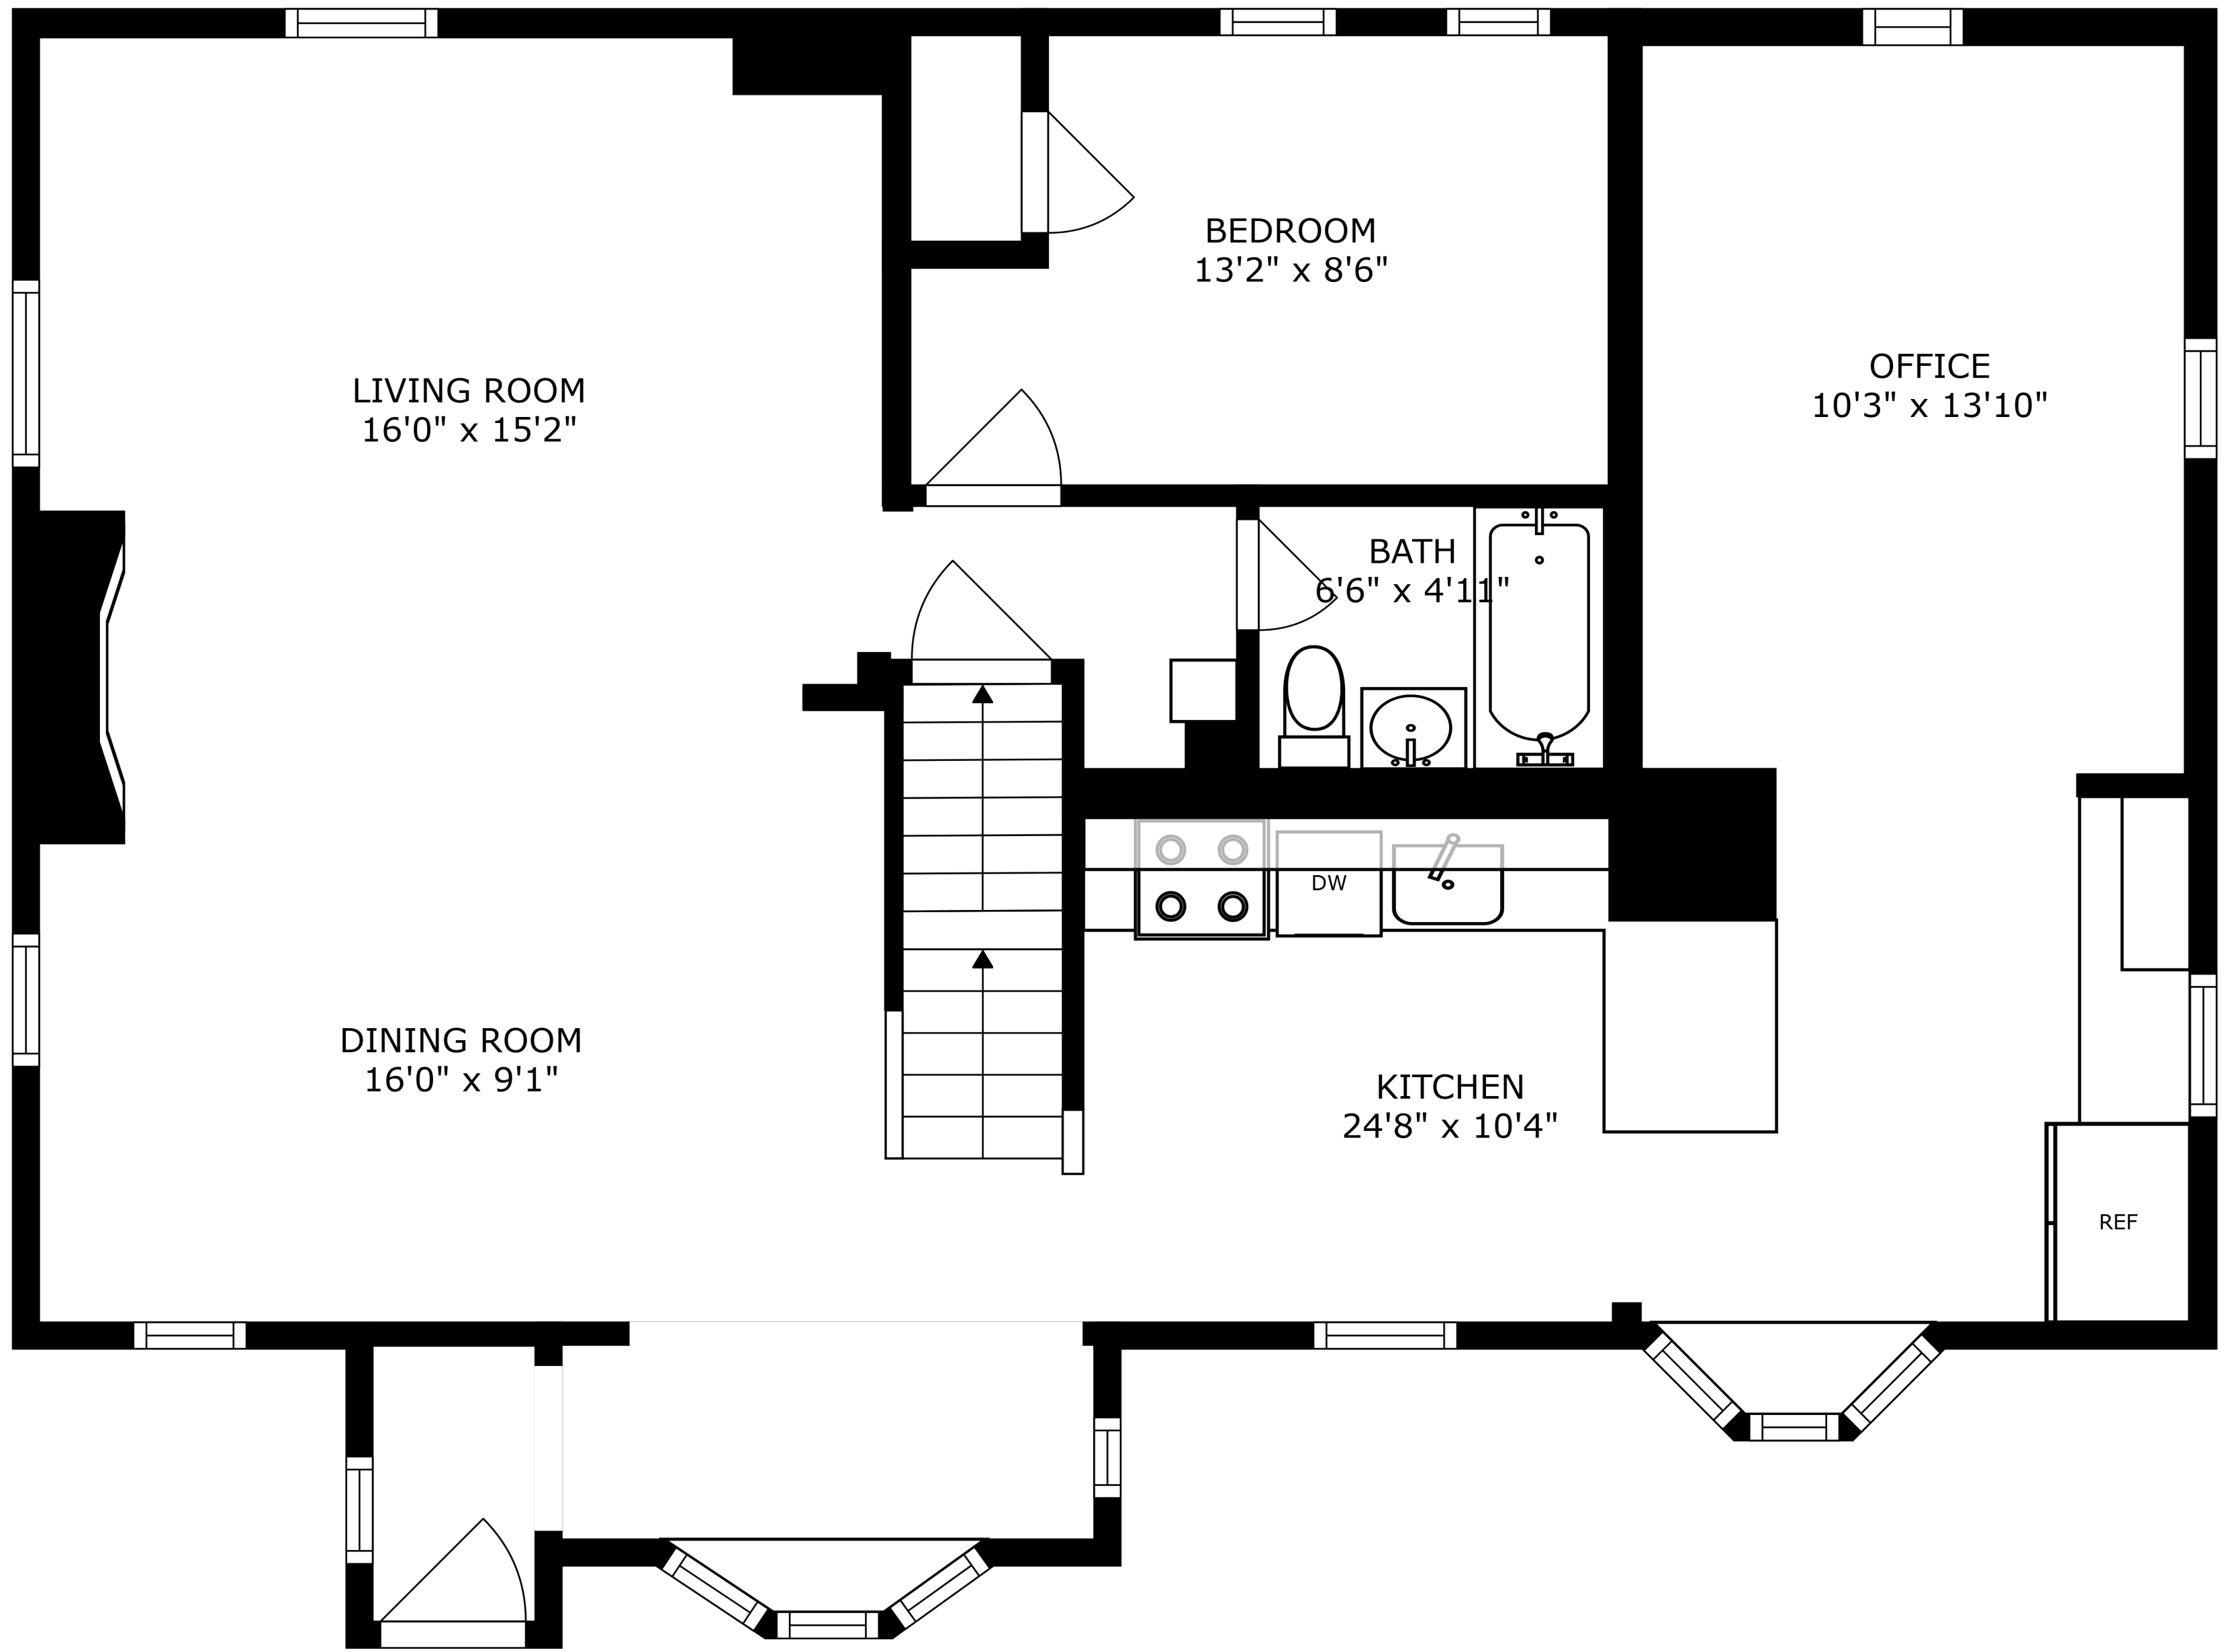 BEDROOM
13'2" x 8'6"
OFFICE
10'3" x 13'10"
LIVING ROOM
16'0" x 15'2"
BATH
6'6" x 4'11"
DW
DINING ROOM
16'0" x 9'1"
KITCHEN
24'8" x 10'4"
REF